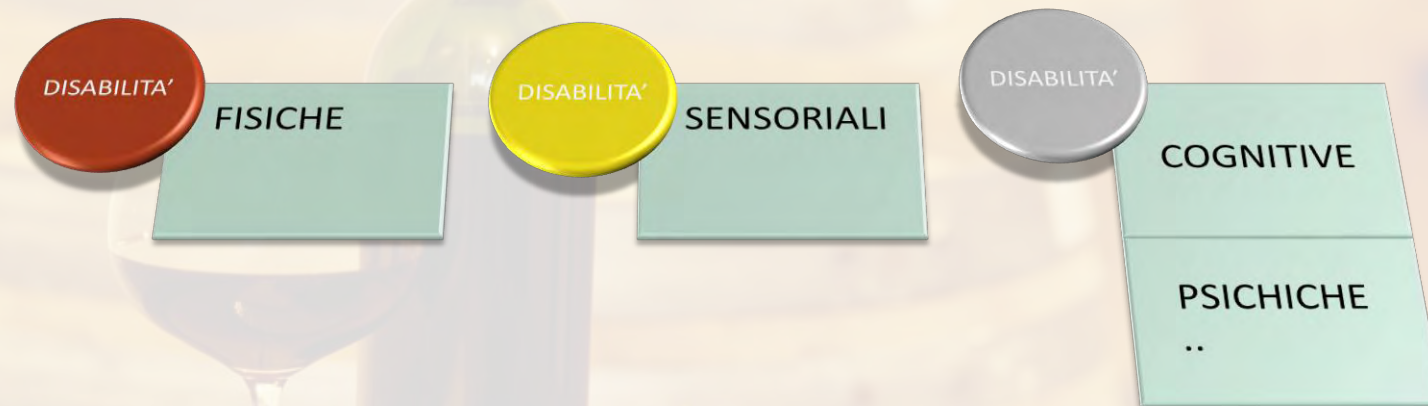 DISABILITA’
FISICHE
DISABILITA’
SENSORIALI
DISABILITA’
COGNITIVE
PSICHICHE
..